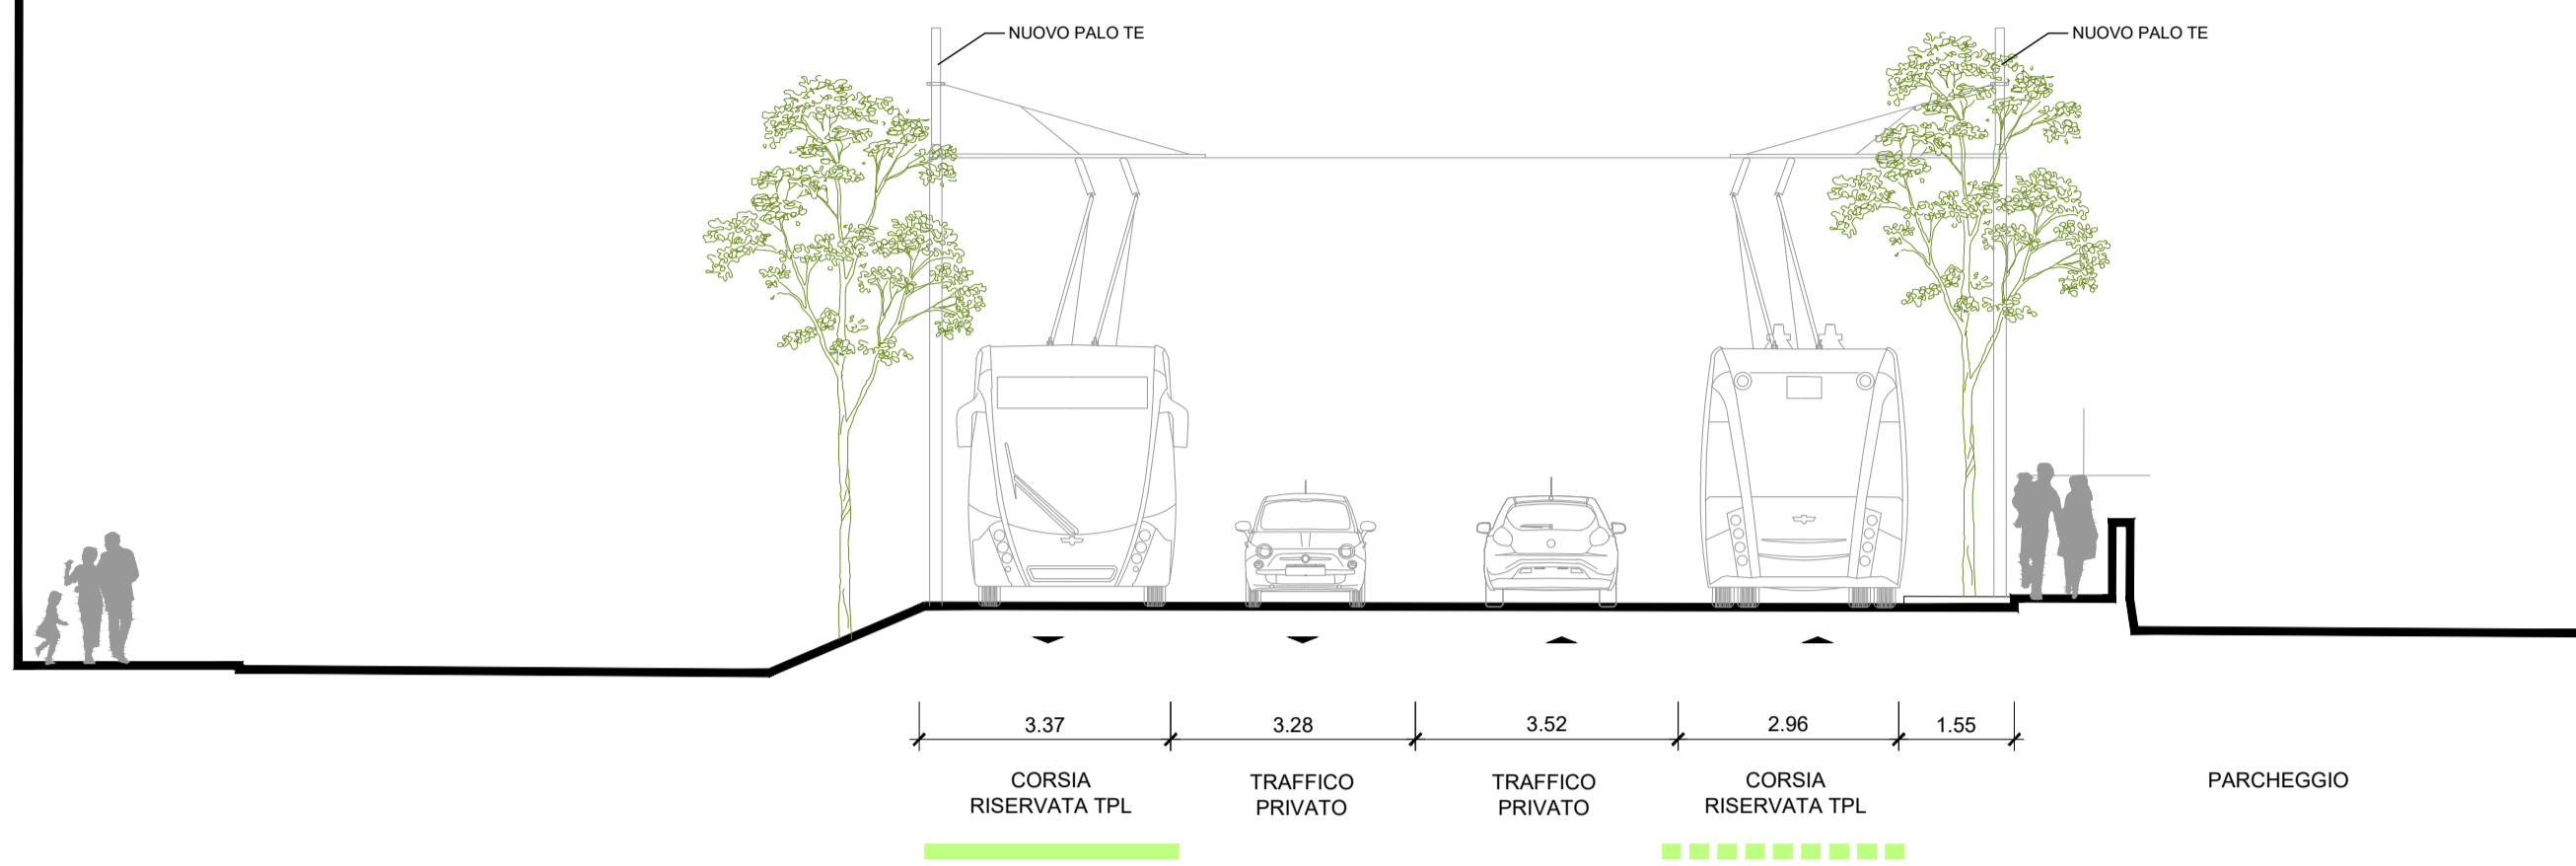 NUOVO PALO TE
NUOVO PALO TE
3.37
3.28
3.52
2.96
1.55
CORSIA
RISERVATA TPL
TRAFFICO
PRIVATO
TRAFFICO
PRIVATO
CORSIA
RISERVATA TPL
PARCHEGGIO